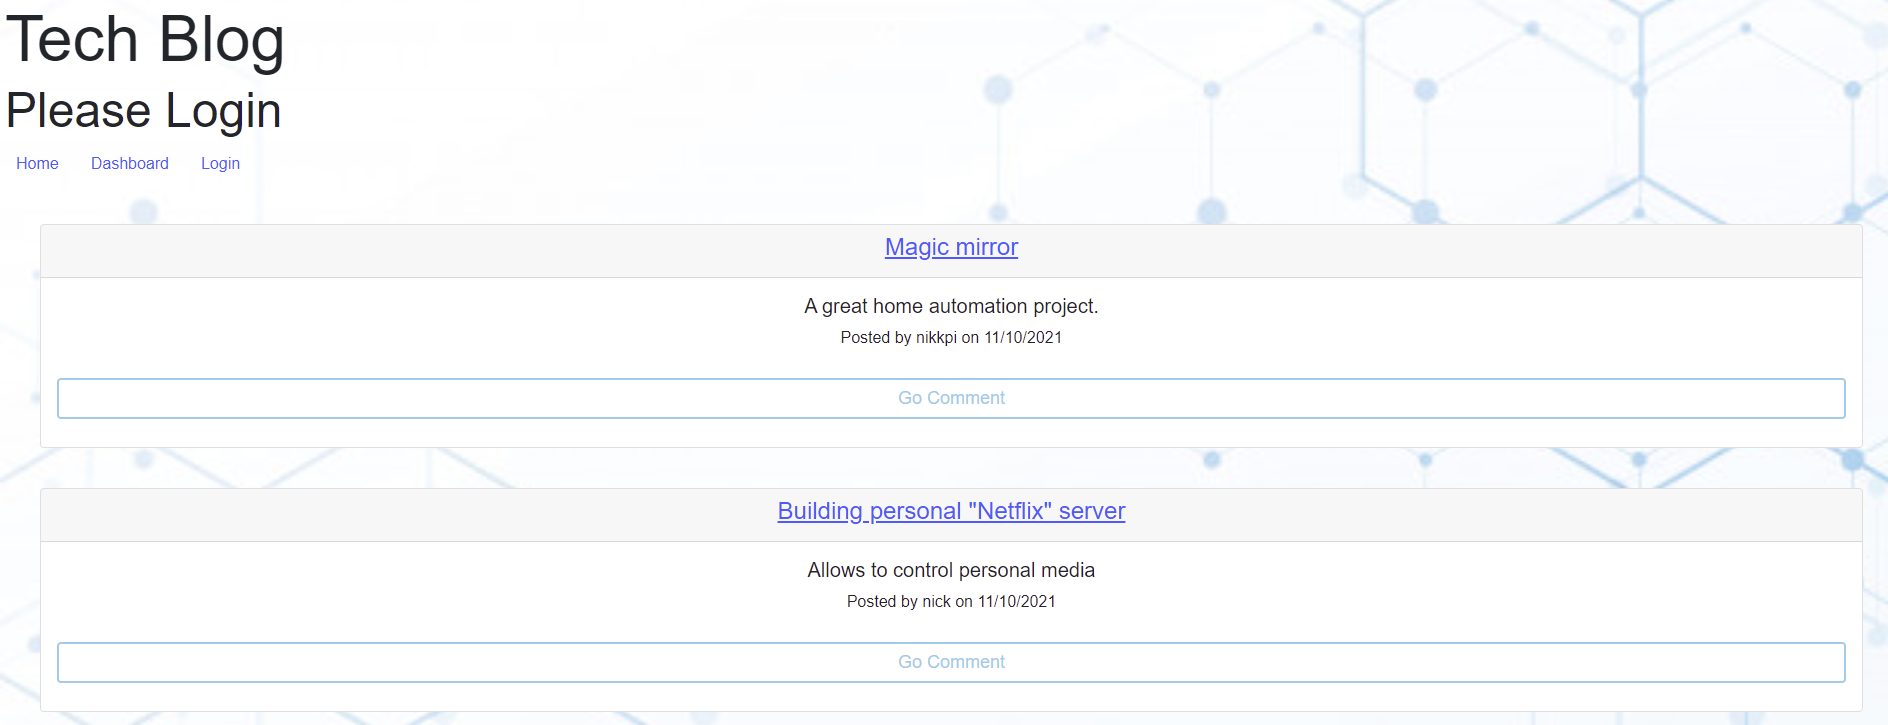 Tech Blog
Please Login
Home Dashboard Login
Magic mirror
A great home automation project.
Posted by nikkpi on 11/10/2021
Go Comment
Building personal "Netflix" server
Allows to control personal media
Posted by nick on 11/10/2021
Go Comment